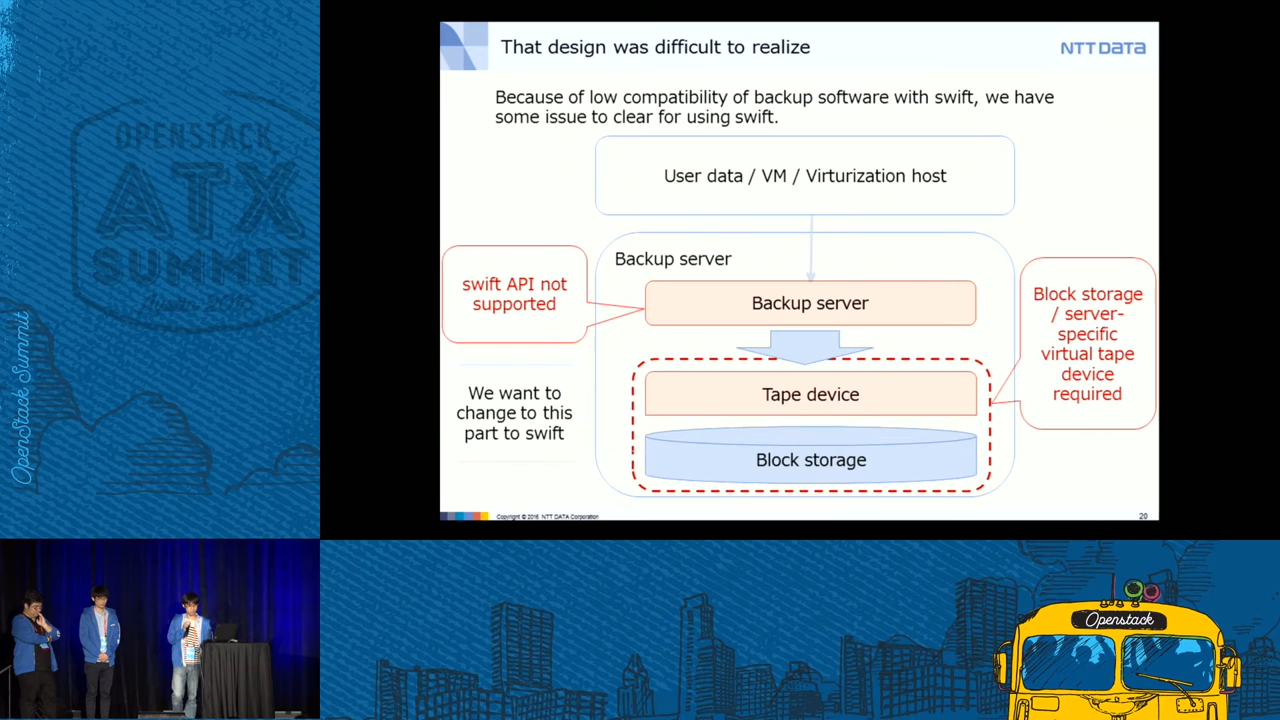 OPENSTACK
ATX
SUMMIT
OpenStack Summit
That design was difficult to realize
NTT DATA
Because of low compatibility of backup software with swift, we have
some issue to clear for using swift.
User data / VM / Virturization host
Backup server
swift API not
supported
Backup server
Block storage
/ server-
specific
virtual tape
device
required
Tape device
We want to
change to this
part to swift
Block storage
Copyright © 2016 NTT DATA Corporation
20
Openstack